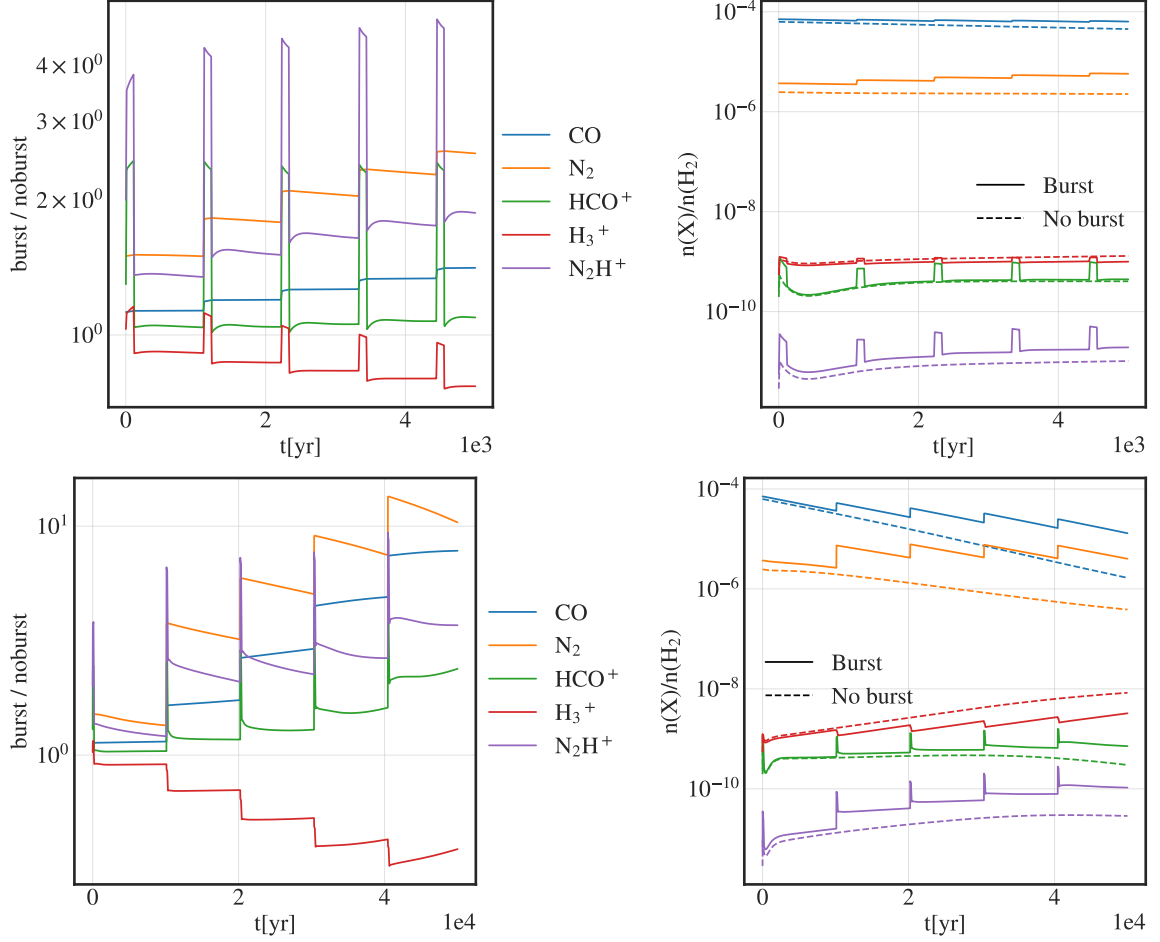 burst / noburst
4×10⁰
3×10⁰
2×10⁰
10⁰
0
2
4
1e3
t[yr]
CO
N₂
HCO⁺
H₃⁺
N₂H⁺
n(X)/n(H₂)
10⁻⁴
10⁻⁶
10⁻⁸
10⁻¹⁰
Burst
No burst
0
2
4
1e3
t[yr]
burst / noburst
10¹
10⁰
0
2
4
1e4
t[yr]
CO
N₂
HCO⁺
H₃⁺
N₂H⁺
n(X)/n(H₂)
10⁻⁴
10⁻⁶
10⁻⁸
10⁻¹⁰
Burst
No burst
0
2
4
1e4
t[yr]